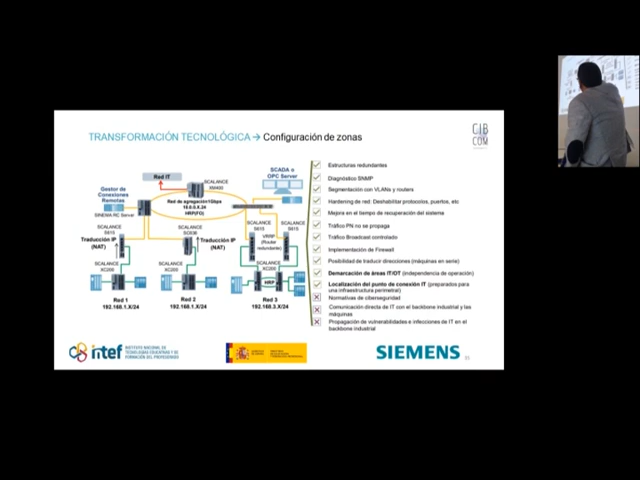 TRANSFORMACIÓN TECNOLÓGICA → Configuración de zonas
CIB
COM
Red IT
SCALANCE
XM400
SCADA o
OPC Server
Gestor de
Conexiones
Remotas
Red de agregación1Gbps
10.0-5.X.24
HRP(FO)
SINEMA RC Server
SCALANCE
S615
Traducción IP
(NAT)
SCALANCE
SC636
Traducción IP
(NAT)
SCALANCE
S615
VRRP
(Router
redundante)
SCALANCE
S615
SCALANCE
XC200
SCALANCE
XC200
SCALANCE
XC200
HRP
Red 1
192.168.1.X/24
Red 2
192.168.1.X/24
Red 3
192.168.3.X/24
Estructuras redundantes
Diagnóstico SNMP
Segmentación con VLANs y routers
Hardening de red: Deshabilitar protocolos, puertos, etc
Mejora en el tiempo de recuperación del sistema
Tráfico PN no se propaga
Tráfico Broadcast controlado
Implementación de Firewall
Posibilidad de traducir direcciones (máquinas en serie)
Demarcación de áreas IT/OT (independencia de operación)
Localización del punto de conexión IT (preparados para
una infraestructura perimetral)
Normativas de ciberseguridad
Comunicación directa de IT con el backbone industrial y las
máquinas
Propagación de vulnerabilidades e infecciones de IT en el
backbone industrial
intef
INSTITUTO NACIONAL DE
TECNOLOGÍAS EDUCATIVAS Y DE
FORMACIÓN DEL PROFESORADO
SIEMENS